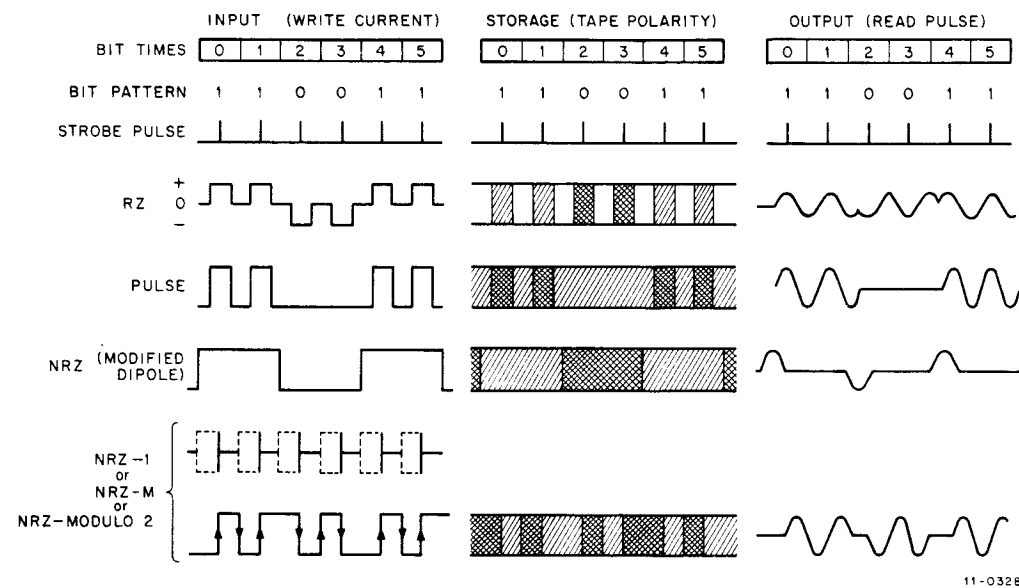 INPUT (WRITE CURRENT) STORAGE (TAPE POLARITY) OUTPUT (READ PULSE)
BIT TIMES 0 1 2 3 4 5 0 1 2 3 4 5 0 1 2 3 4 5
BIT PATTERN 1 1 0 0 1 1 1 1 0 0 1 1 1 1 0 0 1 1
STROBE PULSE
+
RZ 0
–
PULSE
NRZ (MODIFIED
DIPOLE)
NRZ-1
or
NRZ-M
or
NRZ-MODULO 2
11-0328